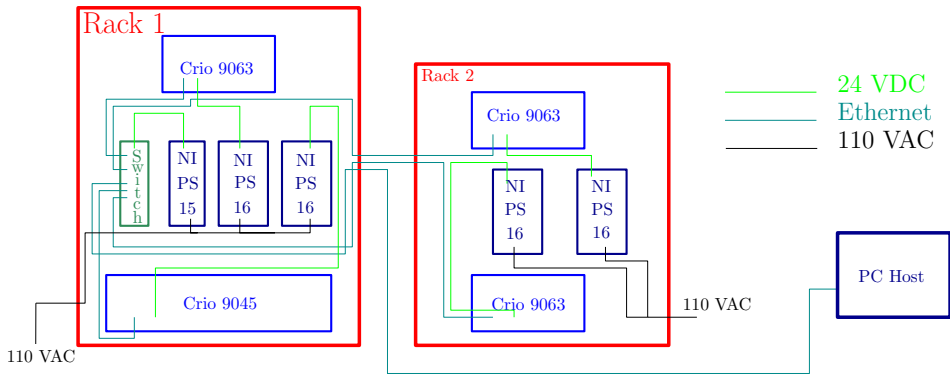 Rack 1
Crio 9063
Switch
NI
PS
15
NI
PS
16
NI
PS
16
Crio 9045
110 VAC
Rack 2
Crio 9063
NI
PS
16
NI
PS
16
Crio 9063
110 VAC
24 VDC
Ethernet
110 VAC
PC Host